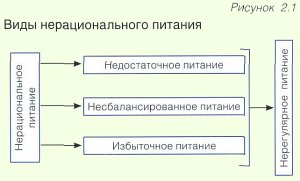 Рисунок 2.1
Виды нерационального питания
Нерациональное
питание
Недостаточное питание
Несбалансированное питание
Избыточное питание
Нерегулярное питание